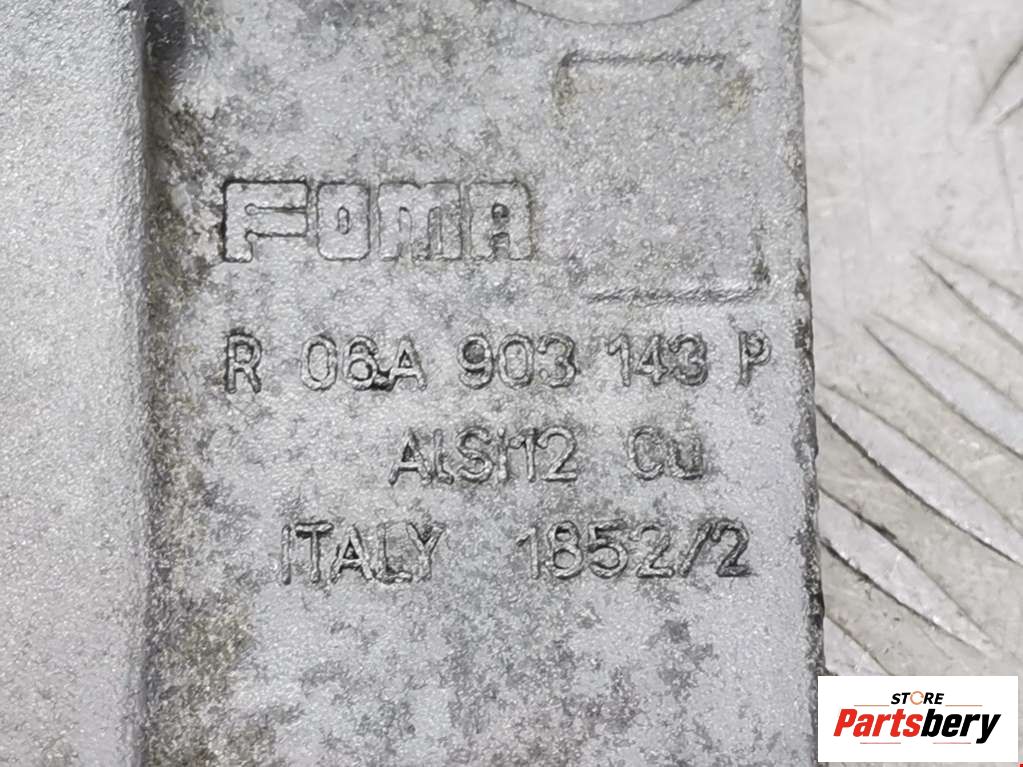 FOMA
R 06A 903 143 P
ALSi12 Cu
ITALY 1852/2
STORE
Partsbery